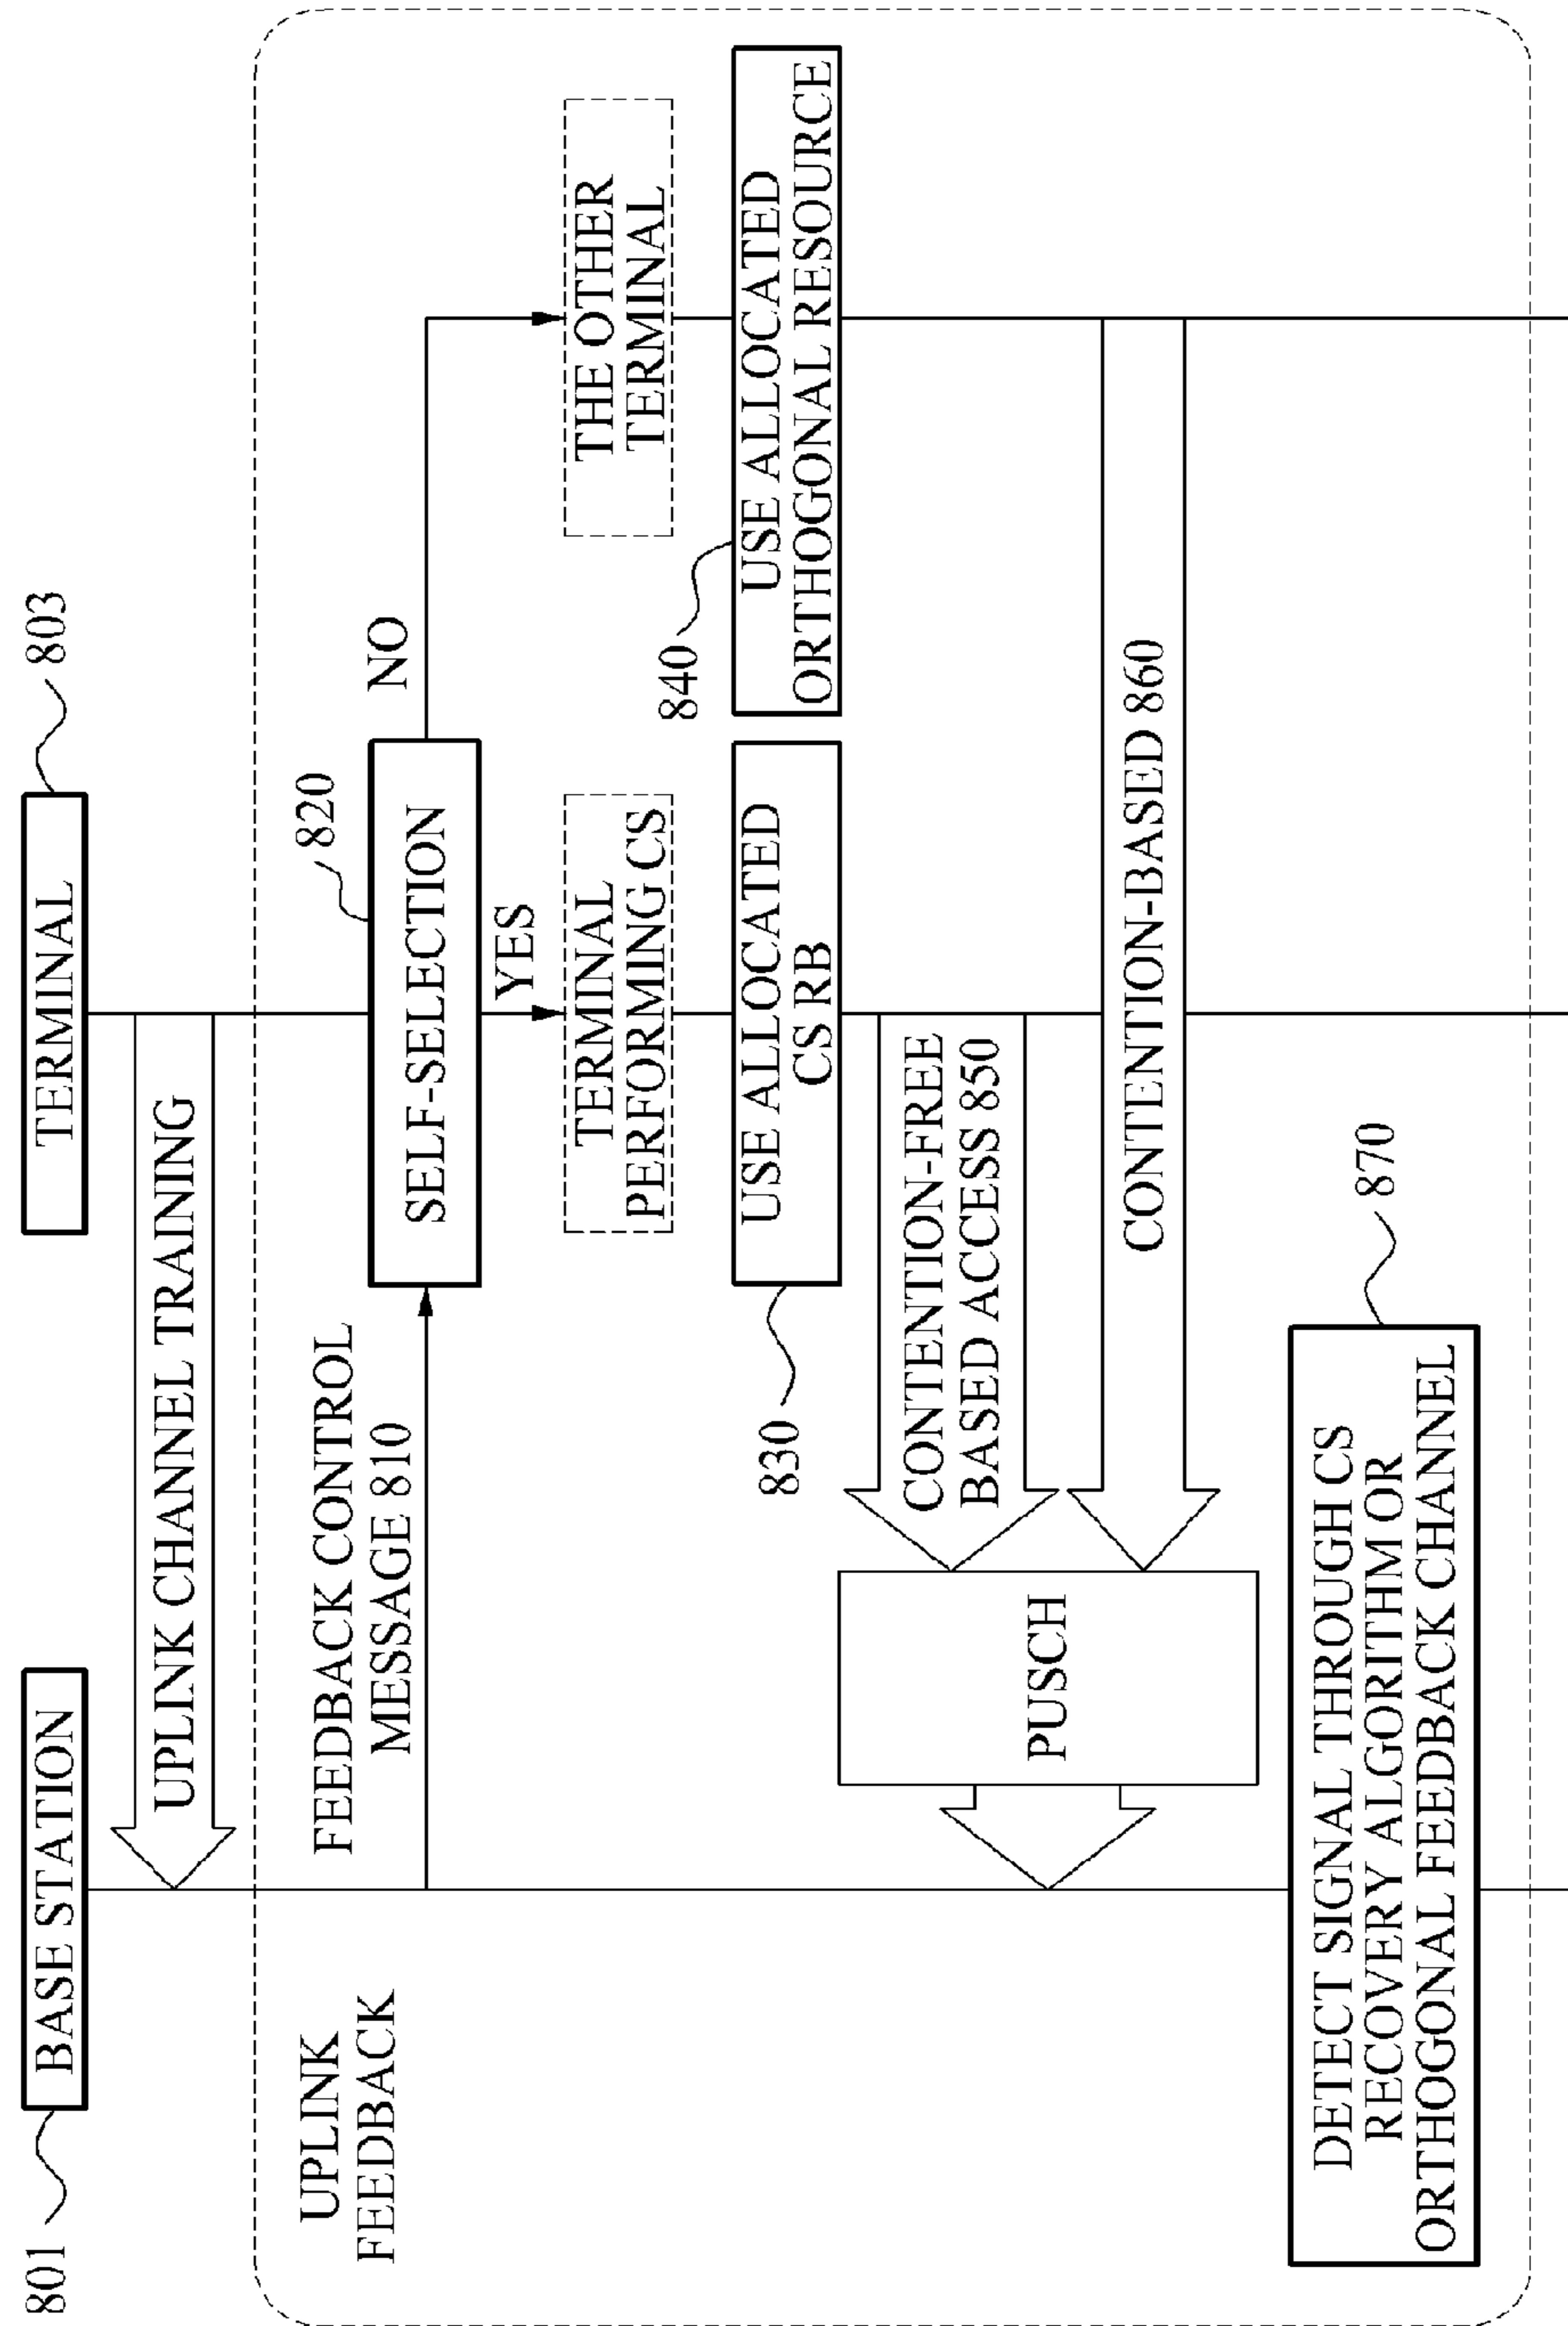 801
BASE STATION
TERMINAL
803
UPLINK CHANNEL TRAINING
UPLINK
FEEDBACK
FEEDBACK CONTROL
MESSAGE 810
820
SELF-SELECTION
NO
YES
TERMINAL
PERFORMING CS
THE OTHER
TERMINAL
830
USE ALLOCATED
CS RB
840
USE ALLOCATED
ORTHOGONAL RESOURCE
CONTENTION-FREE
BASED ACCESS 850
PUSCH
CONTENTION-BASED 860
870
DETECT SIGNAL THROUGH CS
RECOVERY ALGORITHM OR
ORTHOGONAL FEEDBACK CHANNEL